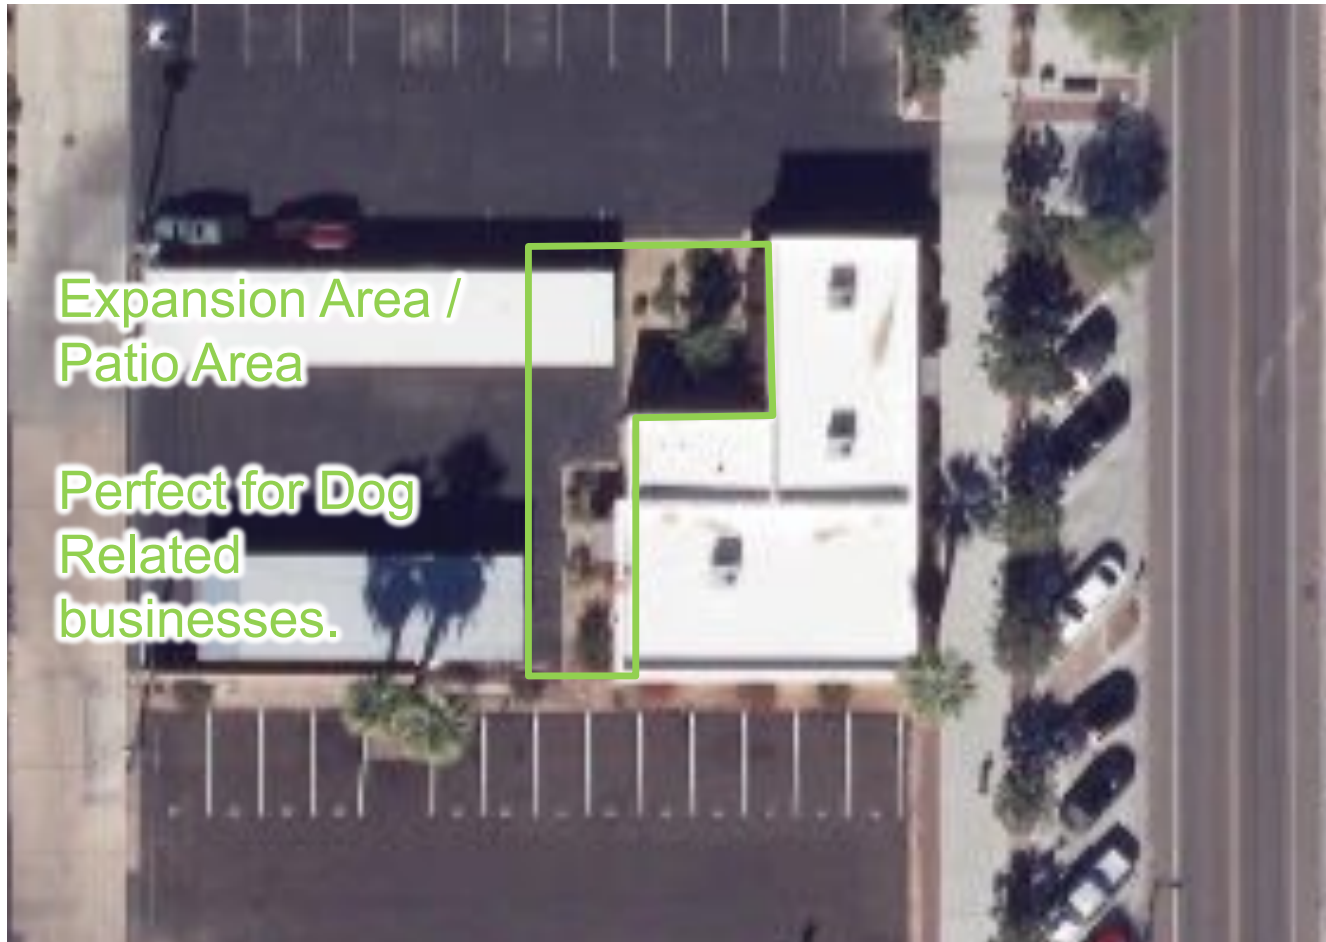 Expansion Area /
Patio Area
Perfect for Dog
Related
businesses.